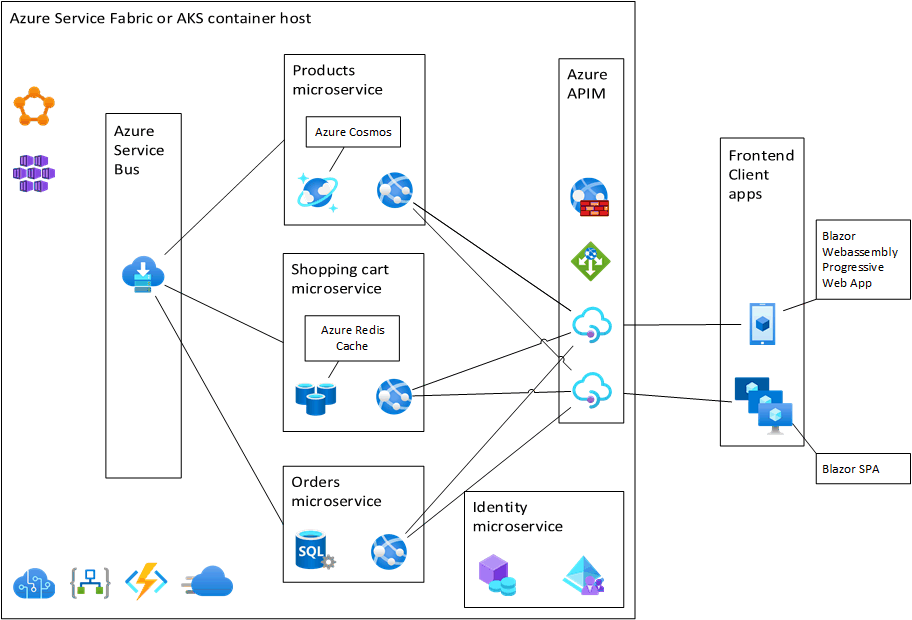 Azure Service Fabric or AKS container host
Products
microservice
Azure
APIM
Azure Cosmos
Azure
Service
Bus
Frontend
Client
apps
Blazor
Webassembly
Progressive
Web App
Shopping cart
microservice
Azure Redis
Cache
Blazor SPA
Orders
microservice
SQL
Identity
microservice